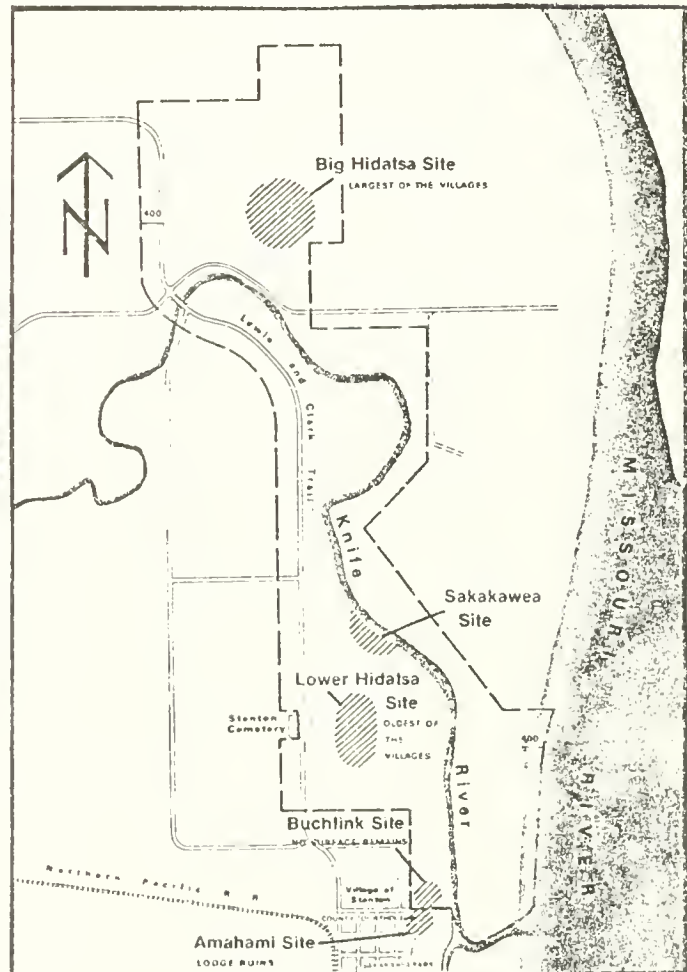 Big Hidatsa Site
LARGEST OF THE VILLAGES
N
400
Lewis and Clark Trail
Knife
MISSOURI
Sakakawea
Site
Lower Hidatsa
Site
OLDEST OF
THE
VILLAGES
Stanton
Cemetery
400
River
RIVER
Buchfink Site
NO SURFACE REMAINS
Northern Pacific R R
Village of
Stanton
Amahami Site
LODGE RUINS